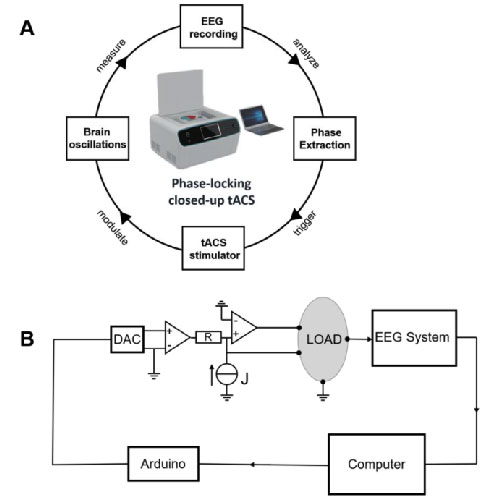 A
EEG
recording
measure
analyze
Brain
oscillations
Phase
Extraction
Phase-locking
closed-up tACS
modulate
trigger
tACS
stimulator
B
DAC
+
-
R
-
+
J
LOAD
EEG System
Arduino
Computer